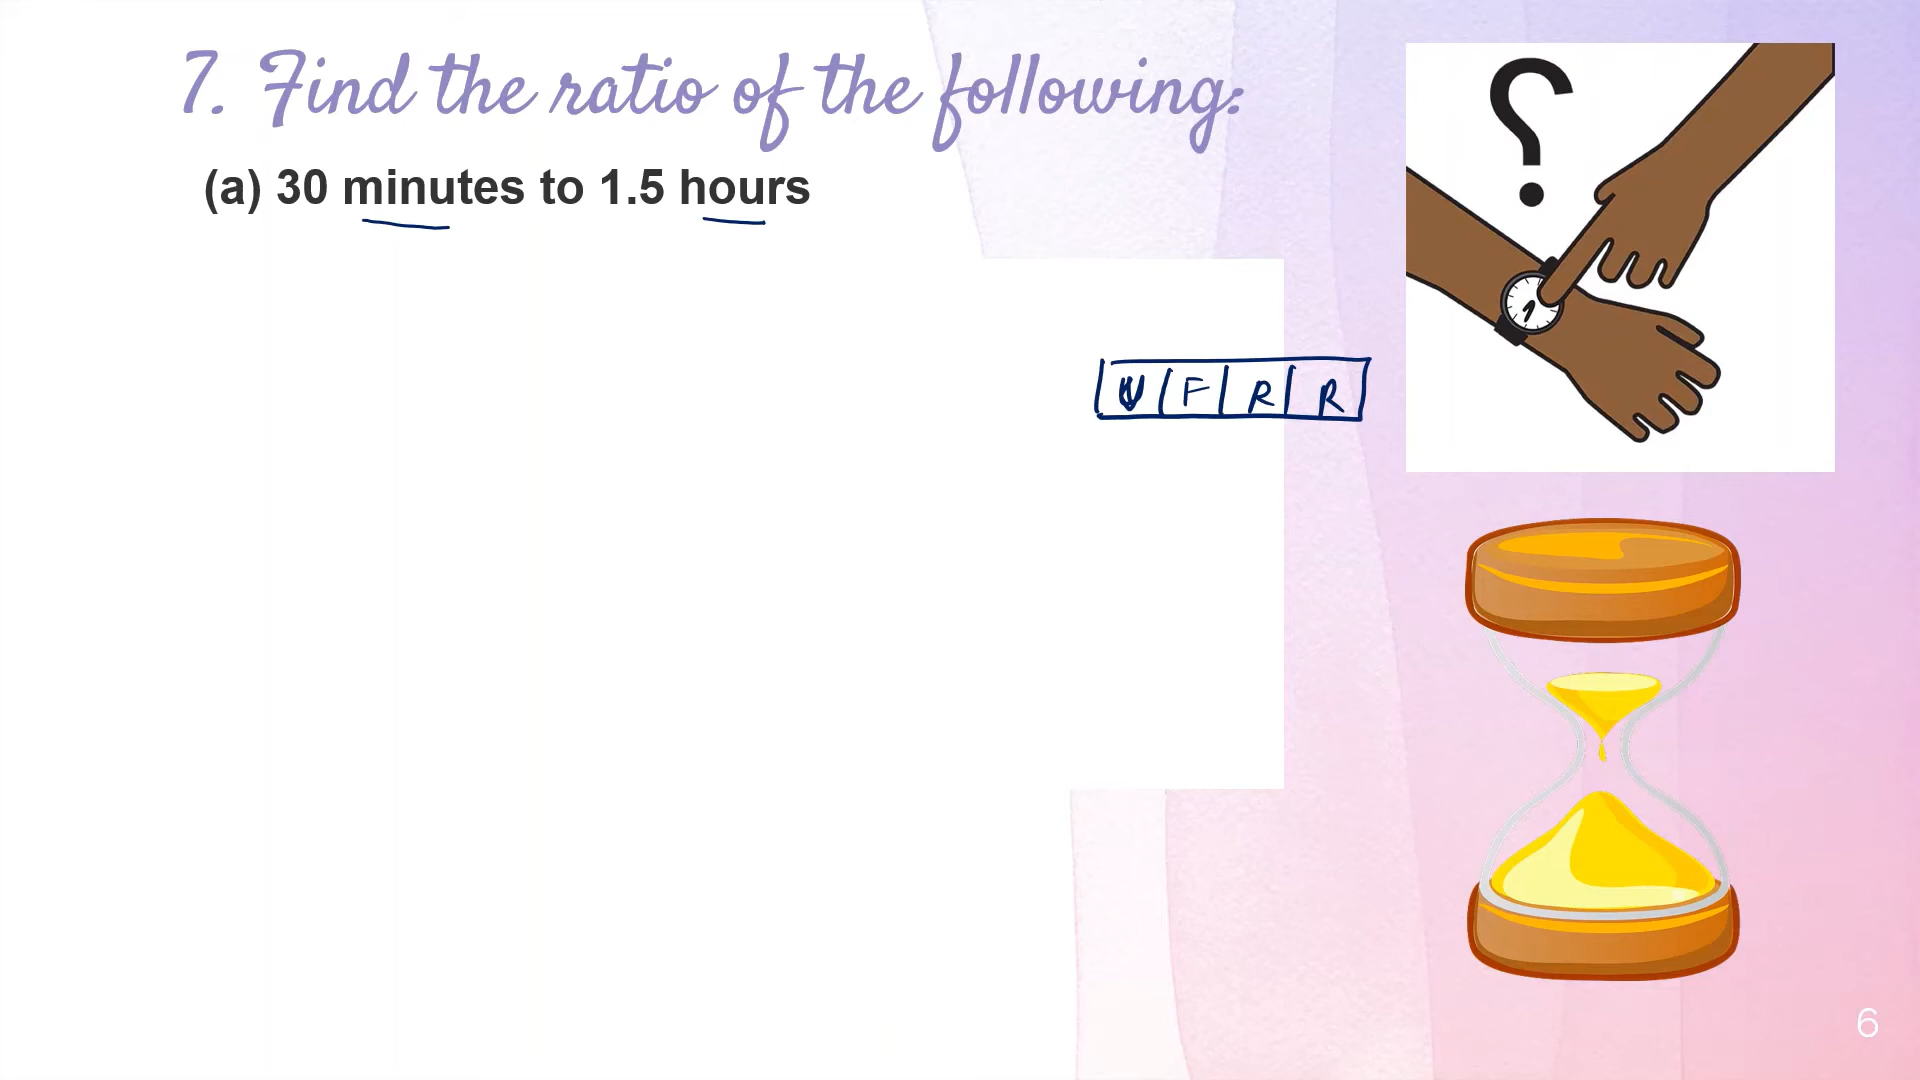 7. Find the ratio of the following:
(a) 30 minutes to 1.5 hours
?
U F R R
6